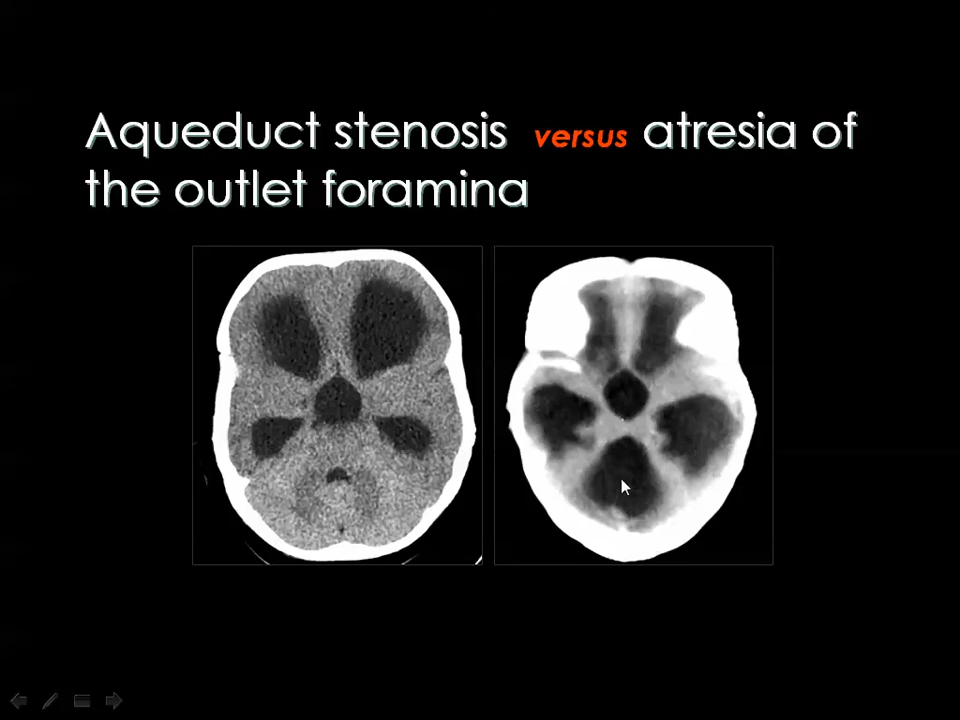 Aqueduct stenosis versus atresia of
the outlet foramina